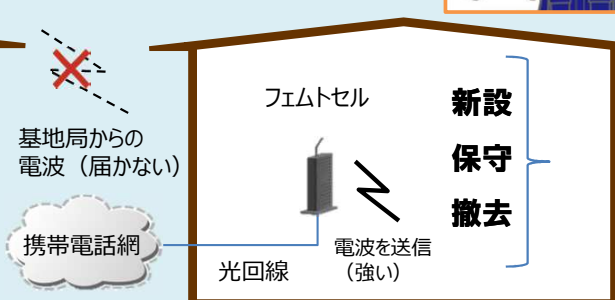 基地局からの
電波（届かない）
携帯電話網
フェムトセル
光回線
電波を送信
（強い）
新設
保守
撤去